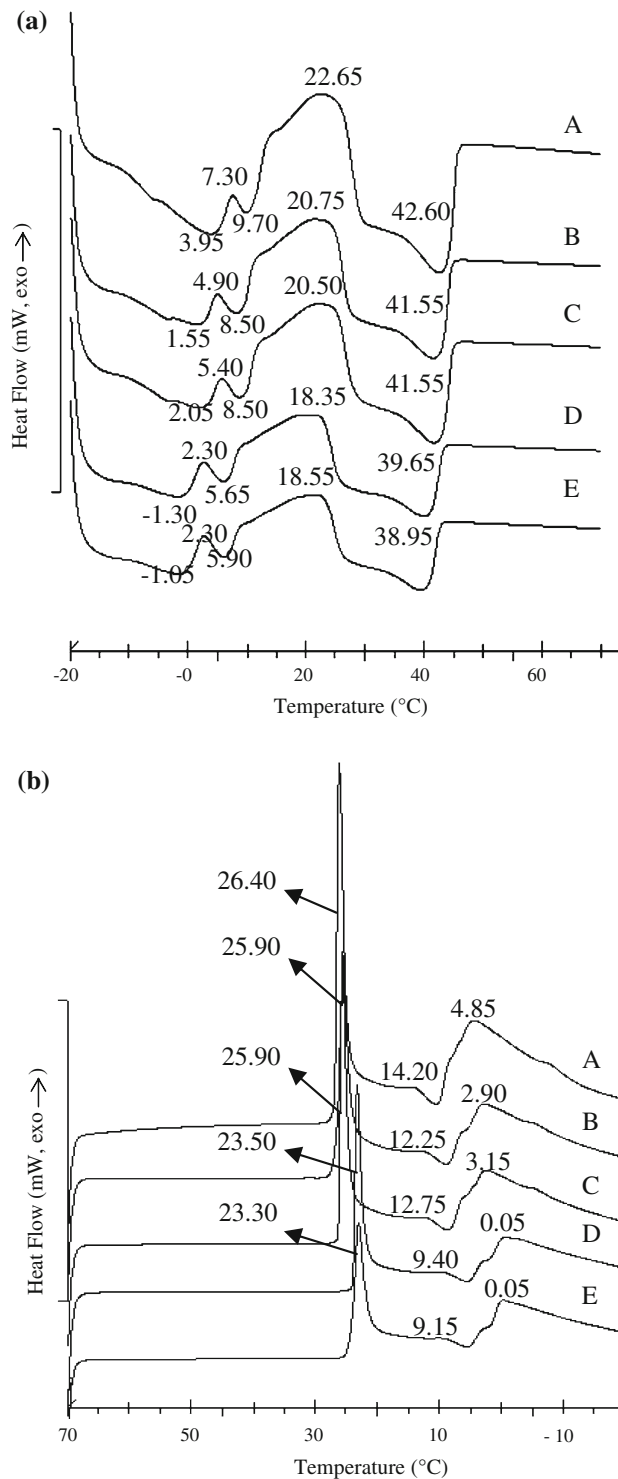 (a)
22.65
A
7.30
20.75
3.95
9.70
42.60
B
4.90
20.50
1.55
8.50
41.55
C
5.40
18.35
2.05
8.50
41.55
D
2.30
18.55
-1.30
5.65
39.65
E
2.30
-1.05
5.90
38.95
Heat Flow (mW, exo →)
-20 -0 20 40 60
Temperature (°C)
(b)
26.40
25.90
4.85
A
25.90
14.20
2.90
B
23.50
12.25
3.15
C
23.30
12.75
0.05
D
9.40
0.05
E
9.15
Heat Flow (mW, exo →)
70 50 30 10 - 10
Temperature (°C)